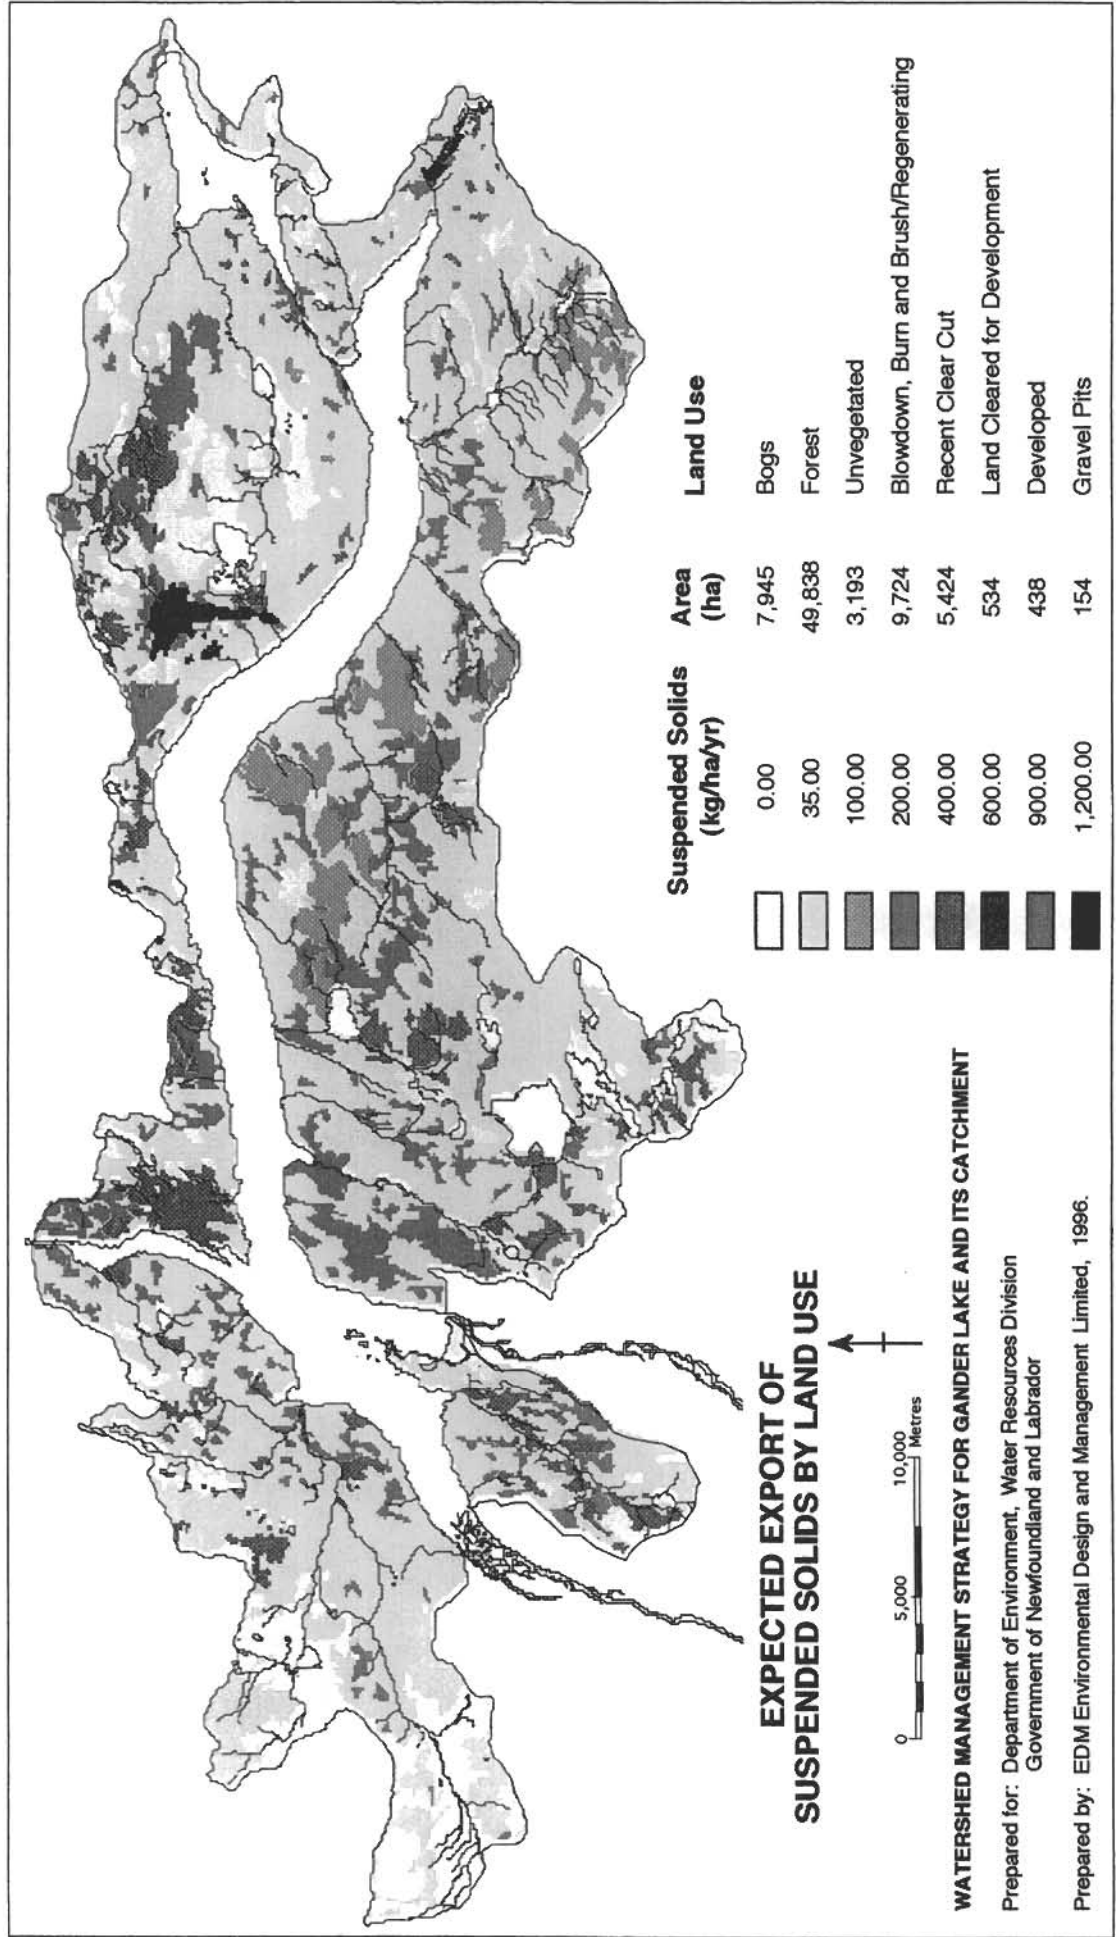 EXPECTED EXPORT OF
SUSPENDED SOLIDS BY LAND USE
0 5,000 10,000
Metres
WATERSHED MANAGEMENT STRATEGY FOR GANDER LAKE AND ITS CATCHMENT
Prepared for: Department of Environment, Water Resources Division
Government of Newfoundland and Labrador
Prepared by: EDM Environmental Design and Management Limited, 1996.
Suspended Solids Area Land Use
(kg/ha/yr) (ha)
0.00 7,945 Bogs
35.00 49,838 Forest
100.00 3,193 Unvegetated
200.00 9,724 Blowdown, Burn and Brush/Regenerating
400.00 5,424 Recent Clear Cut
600.00 534 Land Cleared for Development
900.00 438 Developed
1,200.00 154 Gravel Pits